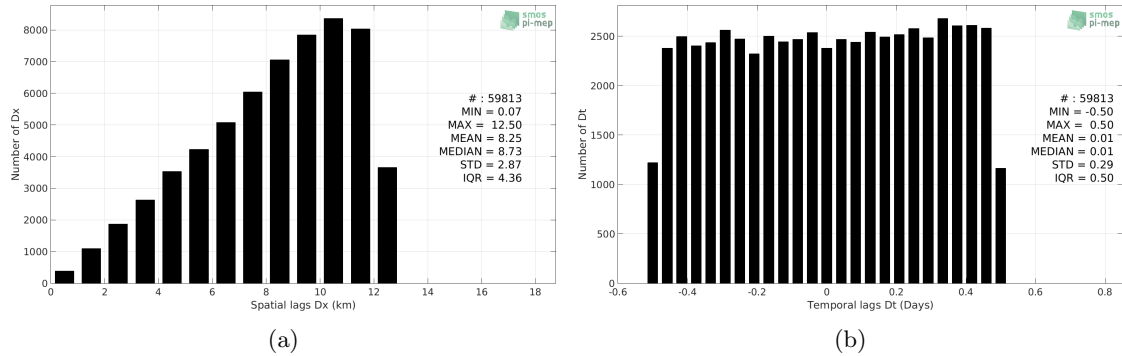 8000
7000
6000
5000
4000
3000
2000
1000
0
Number of Dx
smos
pi-mep
# : 59813
MIN = 0.07
MAX = 12.50
MEAN = 8.25
MEDIAN = 8.73
STD = 2.87
IQR = 4.36
0 2 4 6 8 10 12 14 16 18
Spatial lags Dx (km)
(a)
2500
2000
1500
1000
500
0
Number of Dt
smos
pi-mep
# : 59813
MIN = -0.50
MAX = 0.50
MEAN = 0.01
MEDIAN = 0.01
STD = 0.29
IQR = 0.50
-0.6 -0.4 -0.2 0 0.2 0.4 0.6 0.8
Temporal lags Dt (Days)
(b)